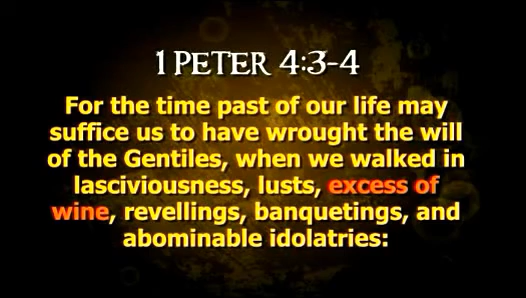 1 PETER 4:3-4
For the time past of our life may
suffice us to have wrought the will
of the Gentiles, when we walked in
lasciviousness, lusts, excess of
wine, revellings, banquetings, and
abominable idolatries: